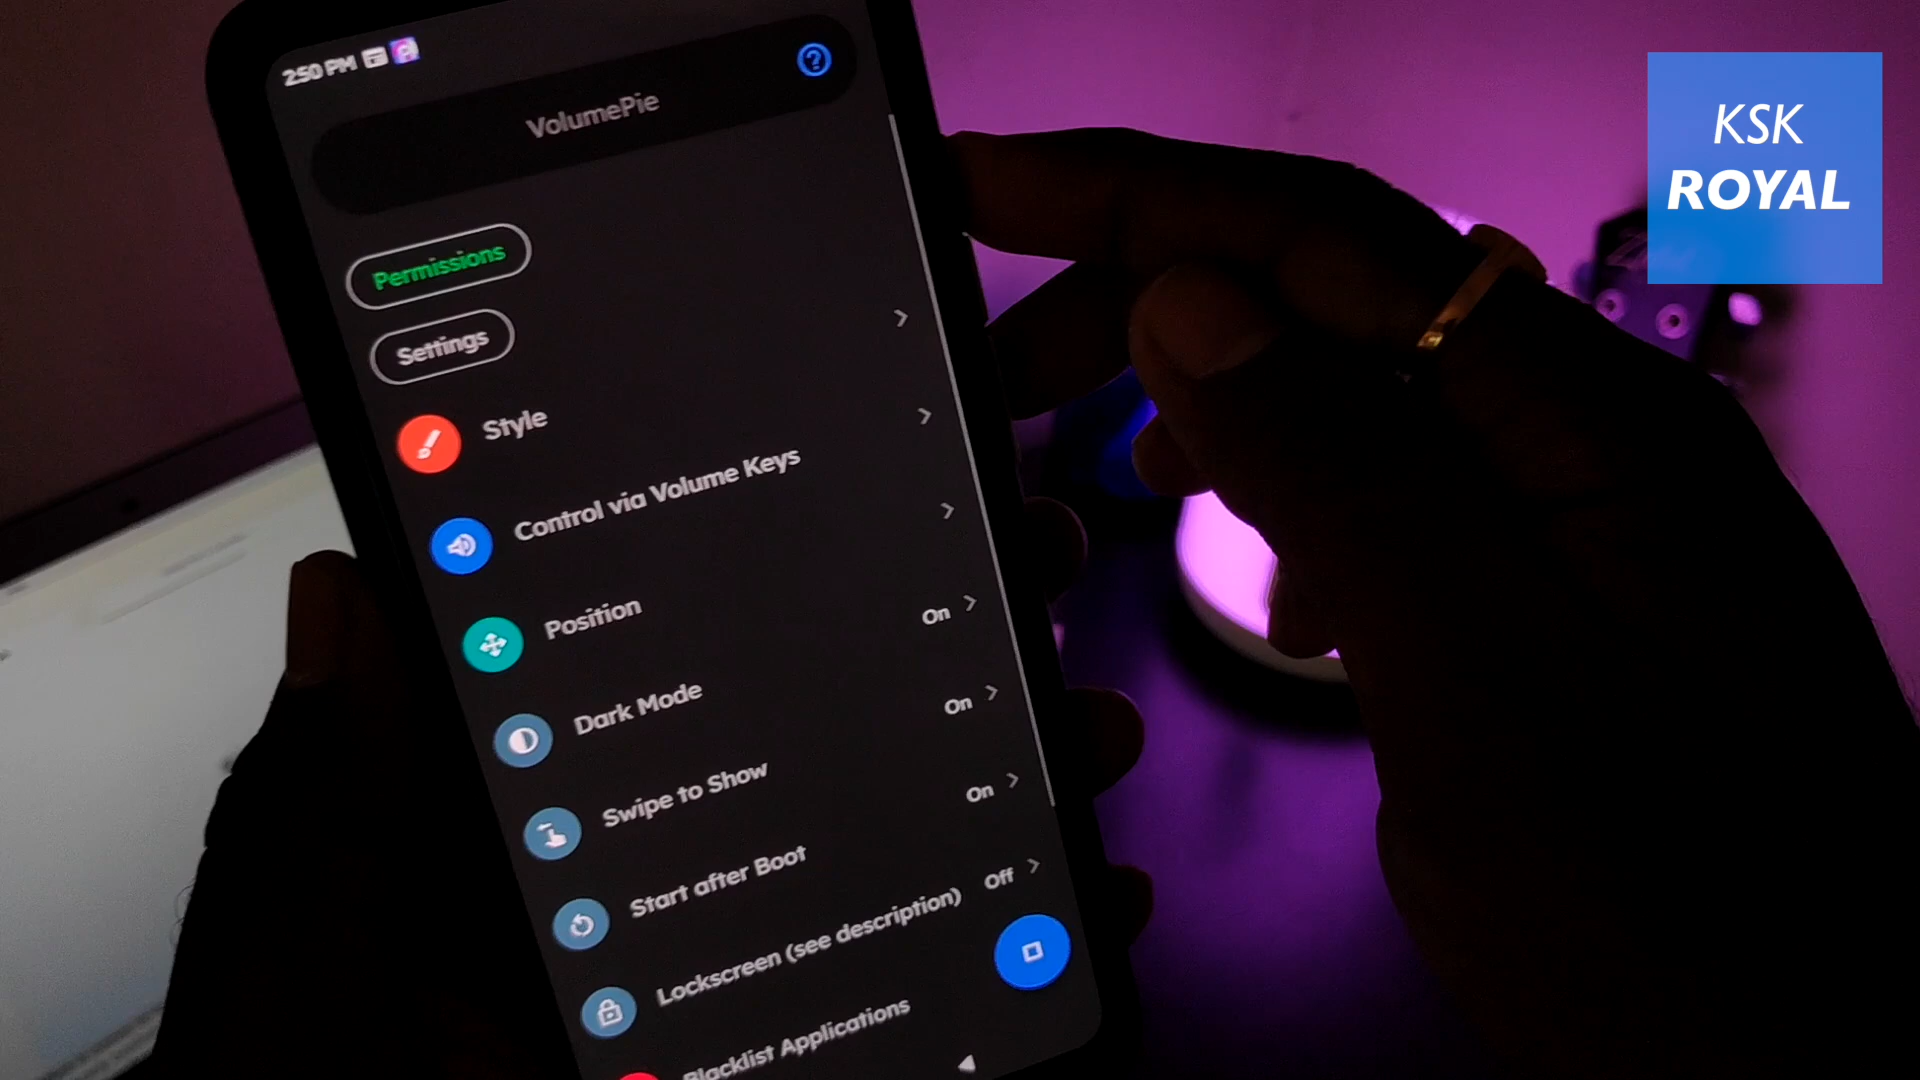 2:50 PM
VolumePie
Permissions
Settings
Style
Control via Volume Keys
Position
Dark Mode
On
Swipe to Show
On
Start after Boot
On
Lockscreen (see description)
Off
Blacklist Applications
KSK
ROYAL